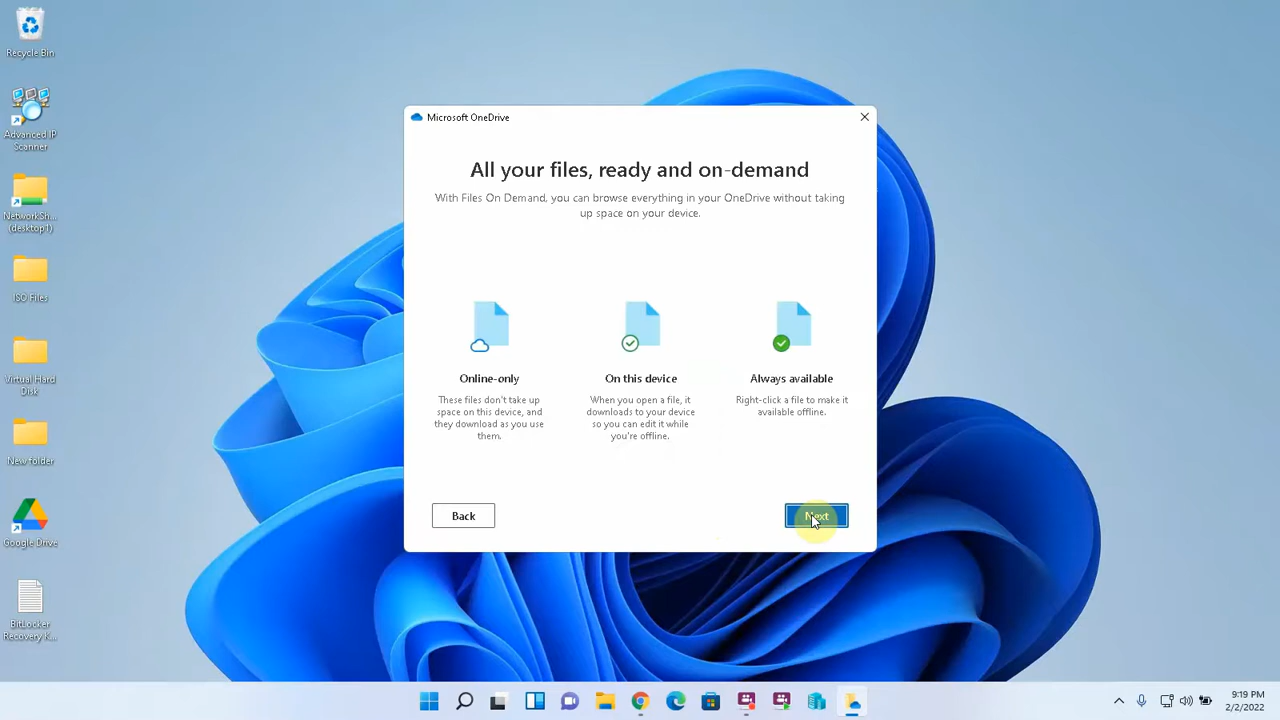 Recycle Bin
Advanced IP
Scanner
NetworkSh...
(desktop1)
ISO Files
Virtual Hard
Disk
New folder
Google Drive
BitLocker
Recovery K...
Microsoft OneDrive
All your files, ready and on-demand
With Files On Demand, you can browse everything in your OneDrive without taking
up space on your device.
Online-only
These files don't take up
space on this device, and
they download as you use
them.
On this device
When you open a file, it
downloads to your device
so you can edit it while
you're offline.
Always available
Right-click a file to make it
available offline.
Back
Next
9:19 PM
2/2/2022